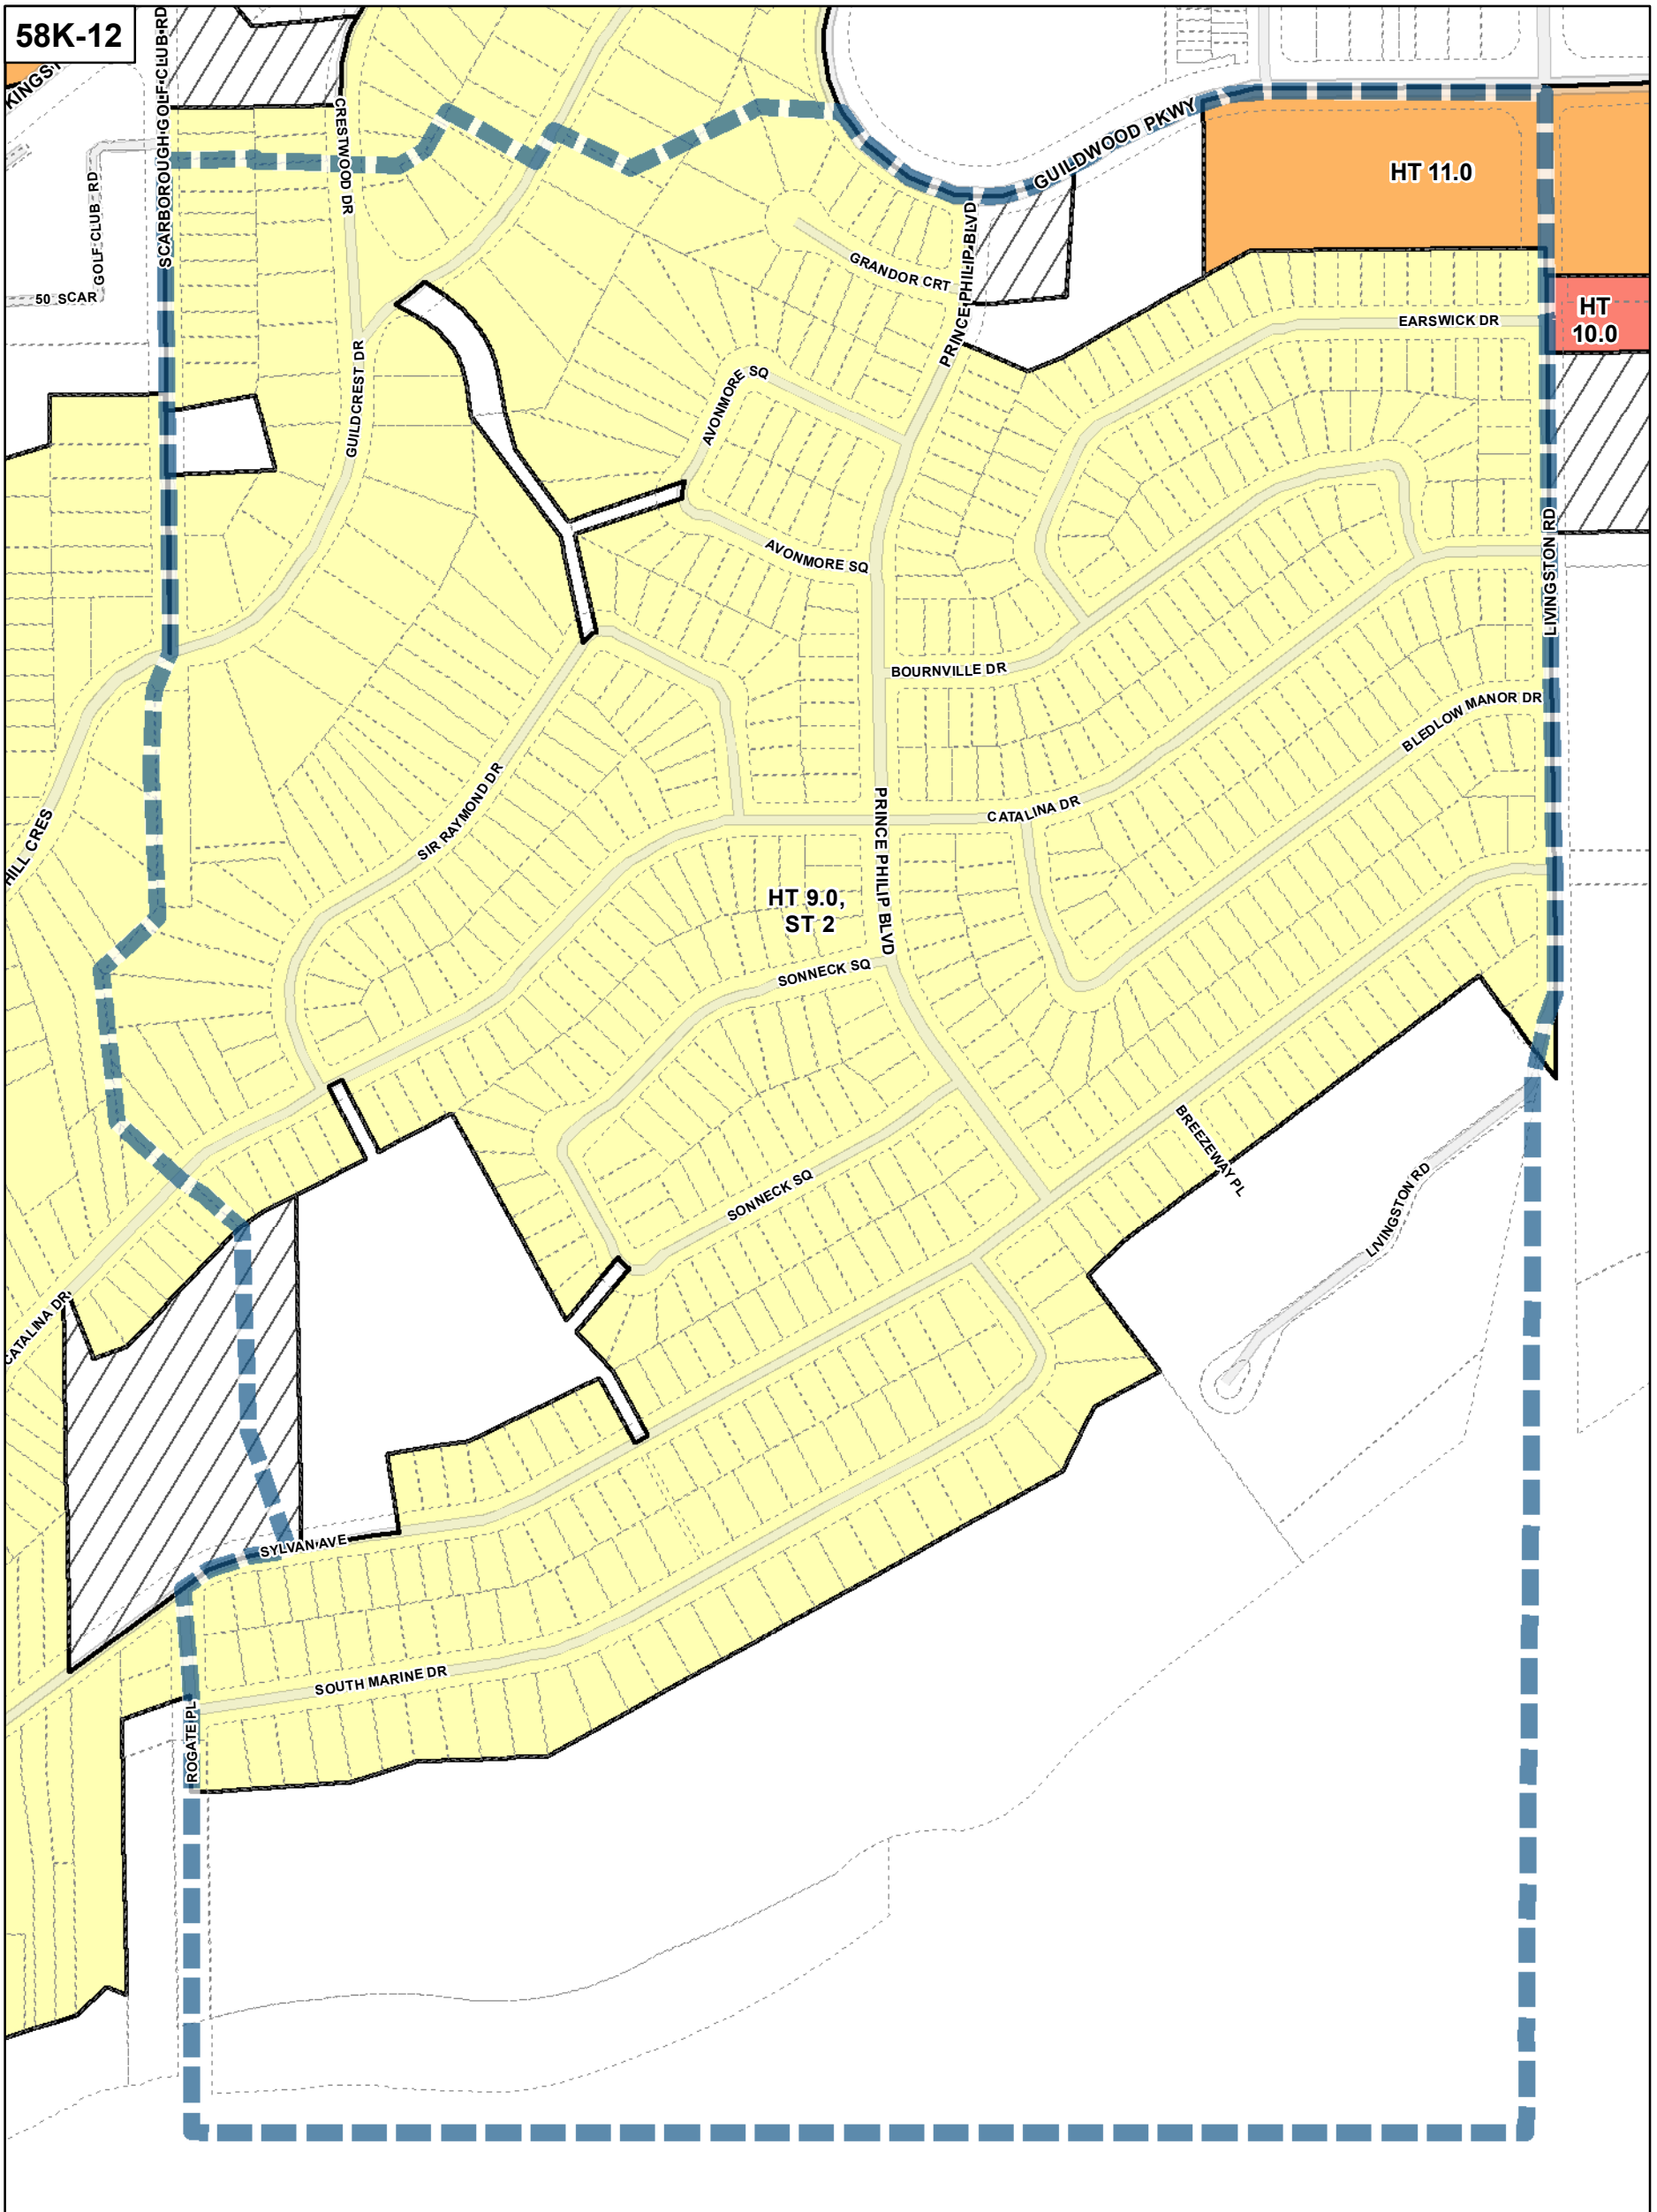 58K-12
KINGS
SCARBOROUGH GOLF CLUB RD
CRESTWOOD DR
GUILDWOOD PKWY
HT 11.0
GOLF CLUB RD
50 SCAR
GRANDOR CRT
PRINCE PHILIP BLVD
HT
10.0
EARSWICK DR
GUILDCREST DR
AVONMORE SQ
AVONMORE SQ
LIVINGSTON RD
BOURNVILLE DR
BLEDLOW MANOR DR
SIR RAYMOND DR
CATALINA DR
PRINCE PHILIP BLVD
HILL CRES
HT 9.0,
ST 2
SONNECK SQ
BREEZEWAY PL
SONNECK SQ
LIVINGSTON RD
CATALINA DR
SYLVAN AVE
SOUTH MARINE DR
ROGATE PL